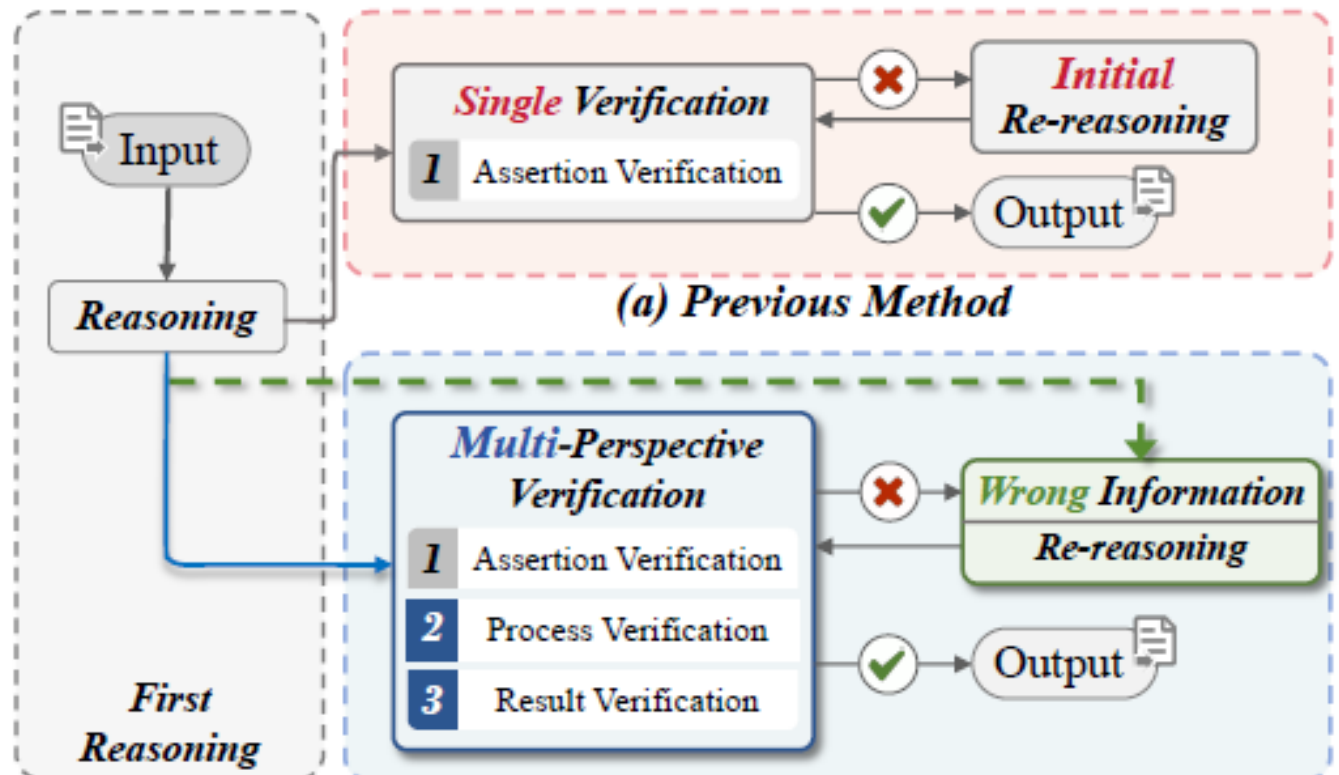 Input
Reasoning
First
Reasoning
Single Verification
1 Assertion Verification
Initial
Re-reasoning
Output
(a) Previous Method
Multi-Perspective
Verification
1 Assertion Verification
2 Process Verification
3 Result Verification
Wrong Information
Re-reasoning
Output